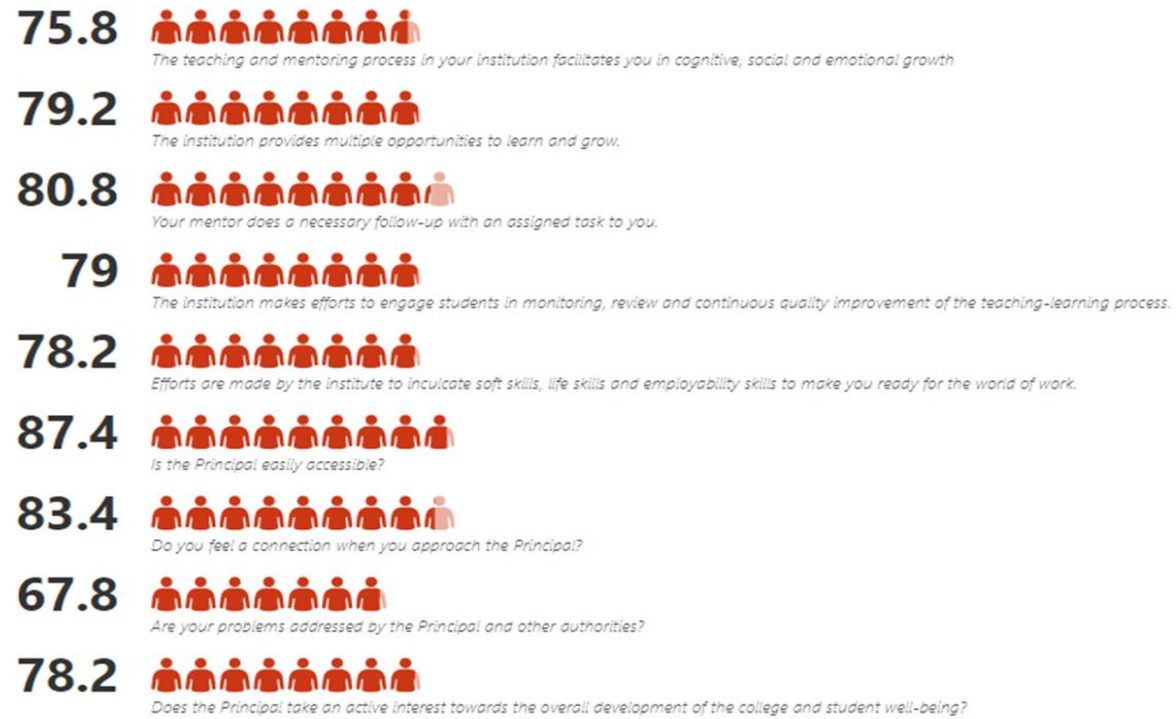 75.8
The teaching and mentoring process in your institution facilitates you in cognitive, social and emotional growth
79.2
The institution provides multiple opportunities to learn and grow.
80.8
Your mentor does a necessary follow-up with an assigned task to you.
79
The institution makes efforts to engage students in monitoring, review and continuous quality improvement of the teaching-learning process.
78.2
Efforts are made by the institute to inculcate soft skills, life skills and employability skills to make you ready for the world of work.
87.4
Is the Principal easily accessible?
83.4
Do you feel a connection when you approach the Principal?
67.8
Are your problems addressed by the Principal and other authorities?
78.2
Does the Principal take an active interest towards the overall development of the college and student well-being?